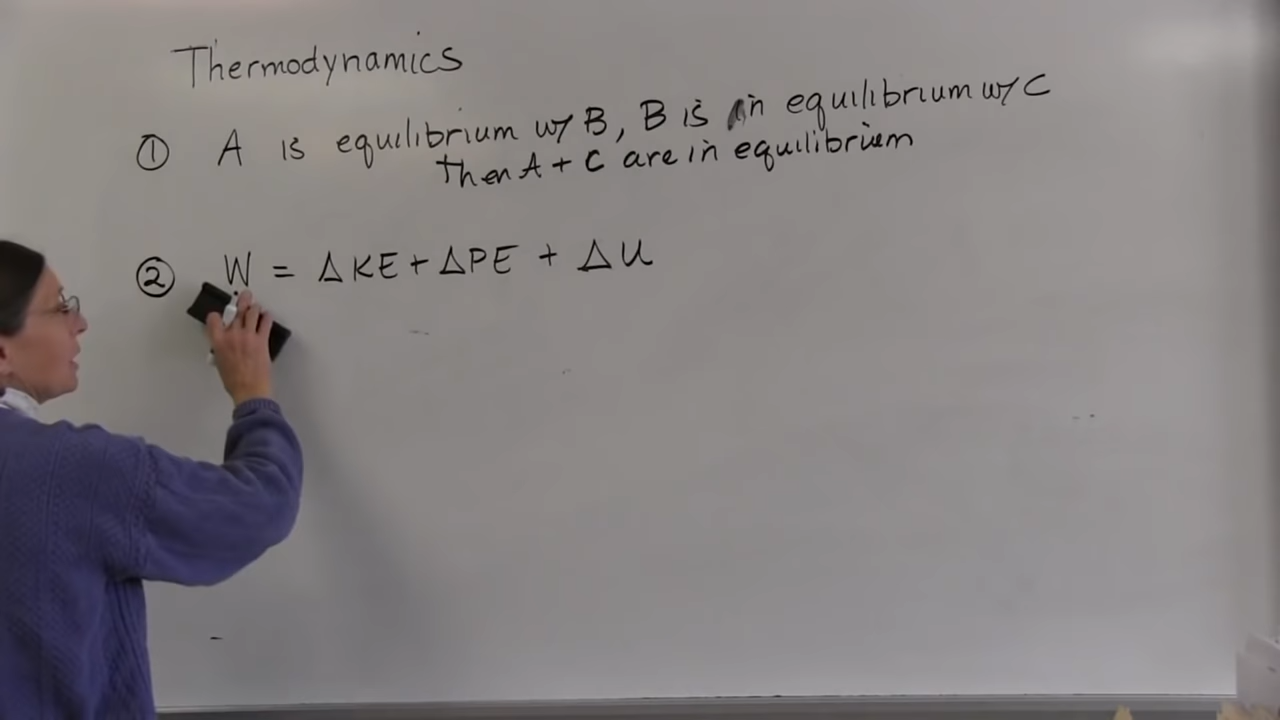 Thermodynamics
① A is equilibrium w/ B, B is in equilibrium w/ C
then A + C are in equilibrium
② W = ΔKE + ΔPE + ΔU